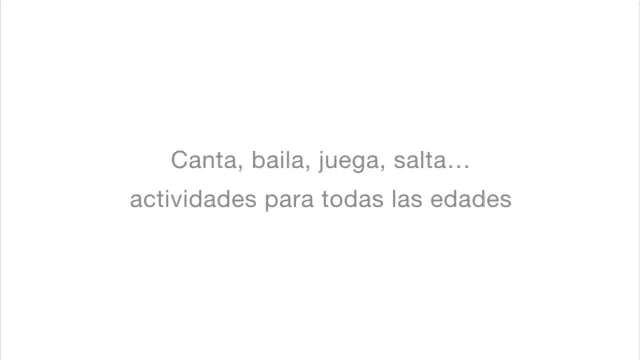 Canta, baila, juega, salta…
actividades para todas las edades